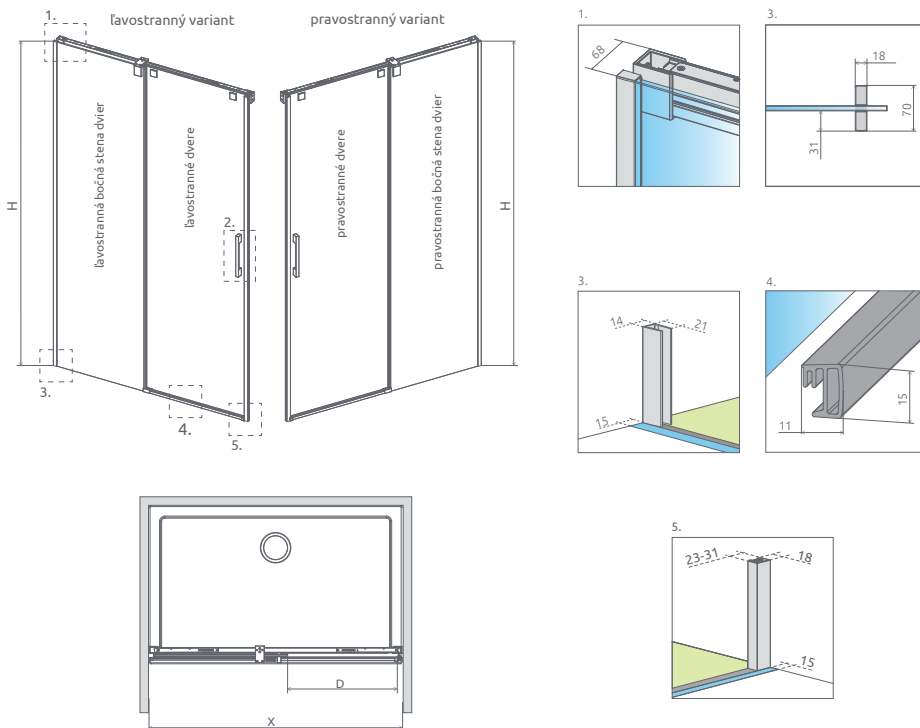 ľavostranný variant
pravostranný variant
1.
H
ľavostranná bočná stena dvier
ľavostranné dvere
2.
3.
4.
5.
pravostranné dvere
pravostranná bočná stena dvier
H
1.
68
3.
18
70
31
3.
14
21
15
4.
15
11
D
X
5.
23-31
18
15